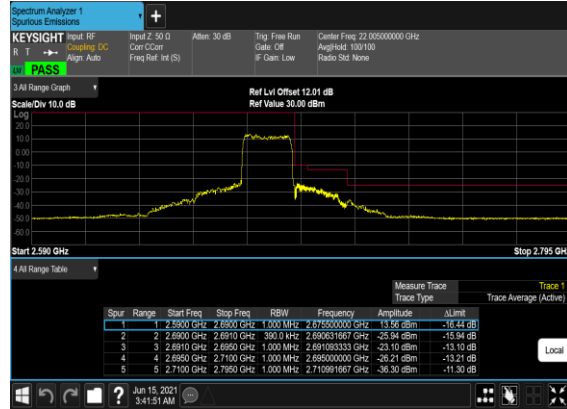 Spectrum Analyzer 1
Spurious Emissions
KEYSIGHT Input: RF Input Z: 50 Ω Atten: 30 dB Trig: Free Run Center Freq: 22.005000000 GHz
R T Coupling: DC Corr CCorr Gate: Off Avg|Hold: 100/100
Align: Auto Freq Ref: Int (S) IF Gain: Low Radio Std: None
PASS
3 All Range Graph
Ref Lvl Offset 12.01 dB
Scale/Div 10.0 dB Ref Value 30.00 dBm
Log
20.0
10.0
0.00
-10.0
-20.0
-30.0
-40.0
-50.0
-60.0
Start 2.590 GHz Stop 2.795 GH
4 All Range Table
Measure Trace Trace 1
Trace Type Trace Average (Active)
Spur Range Start Freq Stop Freq RBW Frequency Amplitude ΔLimit
1 1 2.5900 GHz 2.6900 GHz 1.000 MHz 2.675500000 GHz 13.56 dBm -16.44 dB
2 2 2.6900 GHz 2.6910 GHz 390.0 kHz 2.690631667 GHz -25.94 dBm -15.94 dB
3 3 2.6910 GHz 2.6950 GHz 1.000 MHz 2.691093333 GHz -23.10 dBm -13.10 dB
4 4 2.6950 GHz 2.7100 GHz 1.000 MHz 2.695000000 GHz -26.21 dBm -13.21 dB
5 5 2.7100 GHz 2.7950 GHz 1.000 MHz 2.710991667 GHz -36.30 dBm -11.30 dB
Local
Jun 15, 2021
3:41:51 AM